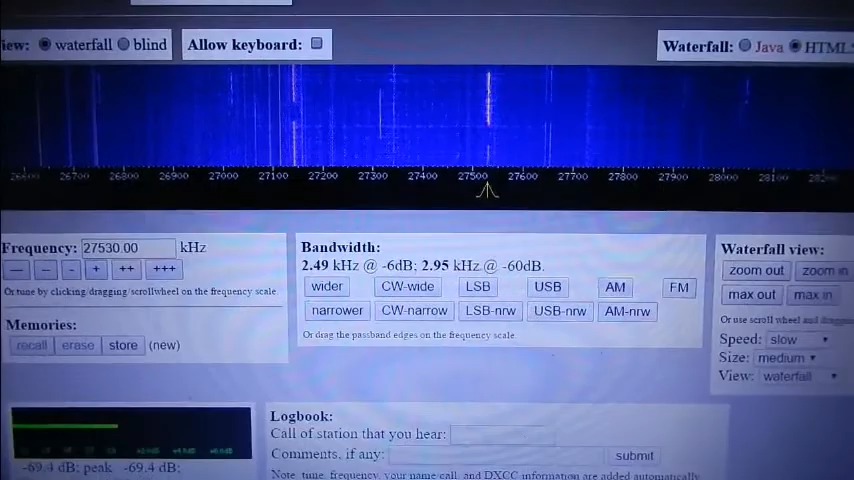 iew: waterfall blind
Allow keyboard:
Waterfall: Java HTML5
26600 26700 26800 26900 27000 27100 27200 27300 27400 27500 27600 27700 27800 27900 28000 28100 28200
Frequency: 27530.00 kHz
--- -- - + ++ +++
Or tune by clicking/dragging/scrollwheel on the frequency scale.
Memories:
recall erase store (new)
Bandwidth:
2.49 kHz @ -6dB; 2.95 kHz @ -60dB.
wider CW-wide LSB USB AM FM
narrower CW-narrow LSB-nrw USB-nrw AM-nrw
Or drag the passband edges on the frequency scale.
Waterfall view:
zoom out zoom in
max out max in
Or use scroll wheel and dragging
Speed: slow
Size: medium
View: waterfall
-69.4 dB; peak -69.4 dB;
Logbook:
Call of station that you hear:
Comments, if any: submit
Note: tune, frequency, your name call, and DXCC information are added automatically